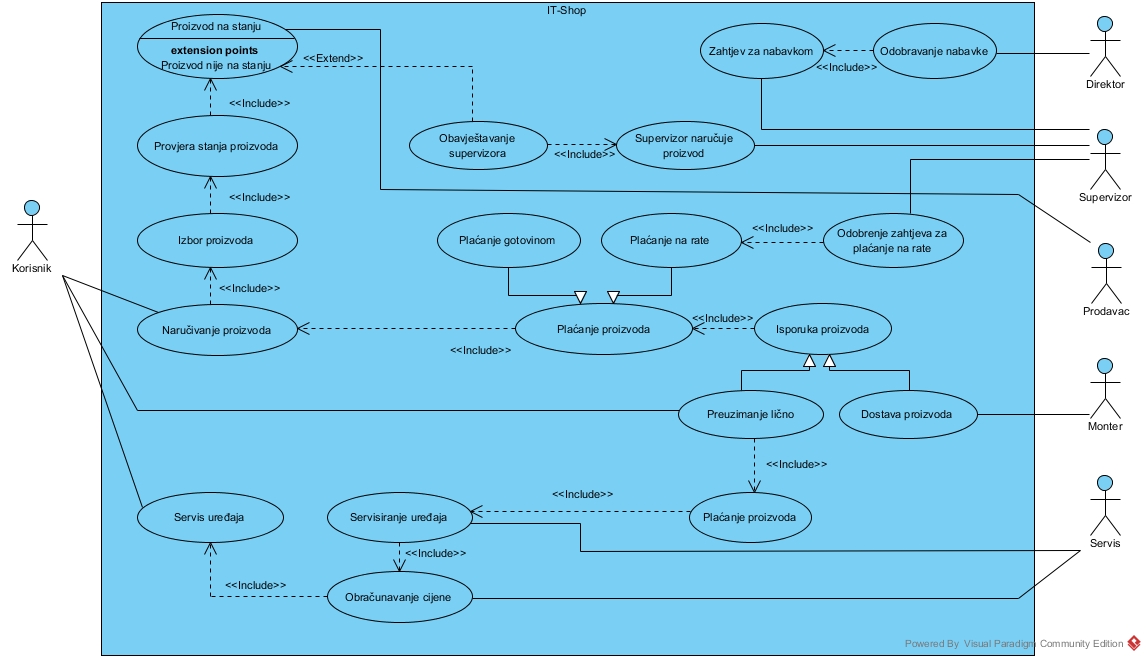 IT-Shop
Proizvod na stanju
extension points
Proizvod nije na stanju
<<Extend>>
Zahtjev za nabavkom
<<Include>>
Odobravanje nabavke
Direktor
<<Include>>
Provjera stanja proizvoda
Obavještavanje
supervizora
<<Include>>
Supervizor naručuje
proizvod
Supervizor
<<Include>>
Korisnik
Izbor proizvoda
Plaćanje gotovinom
Plaćanje na rate
<<Include>>
Odobrenje zahtjeva za
plaćanje na rate
Prodavac
<<Include>>
Naručivanje proizvoda
<<Include>>
Plaćanje proizvoda
<<Include>>
Isporuka proizvoda
Preuzimanje lično
Dostava proizvoda
Monter
<<Include>>
Servis uređaja
Servisiranje uređaja
<<Include>>
Plaćanje proizvoda
Servis
<<Include>>
<<Include>>
Obračunavanje cijene
Powered By Visual Paradigm Community Edition